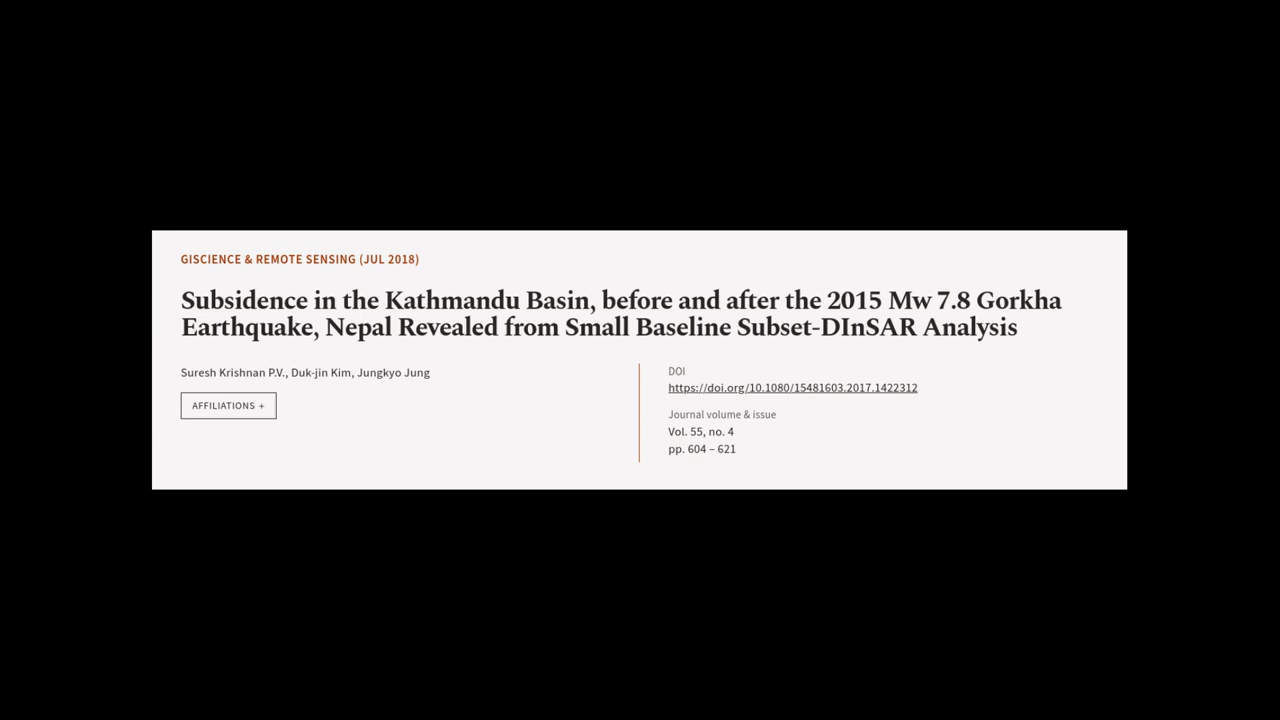 GISCIENCE & REMOTE SENSING (JUL 2018)
Subsidence in the Kathmandu Basin, before and after the 2015 Mw 7.8 Gorkha
Earthquake, Nepal Revealed from Small Baseline Subset-DInSAR Analysis
Suresh Krishnan P.V., Duk-jin Kim, Jungkyo Jung
AFFILIATIONS +
DOI
https://doi.org/10.1080/15481603.2017.1422312
Journal volume & issue
Vol. 55, no. 4
pp. 604 – 621